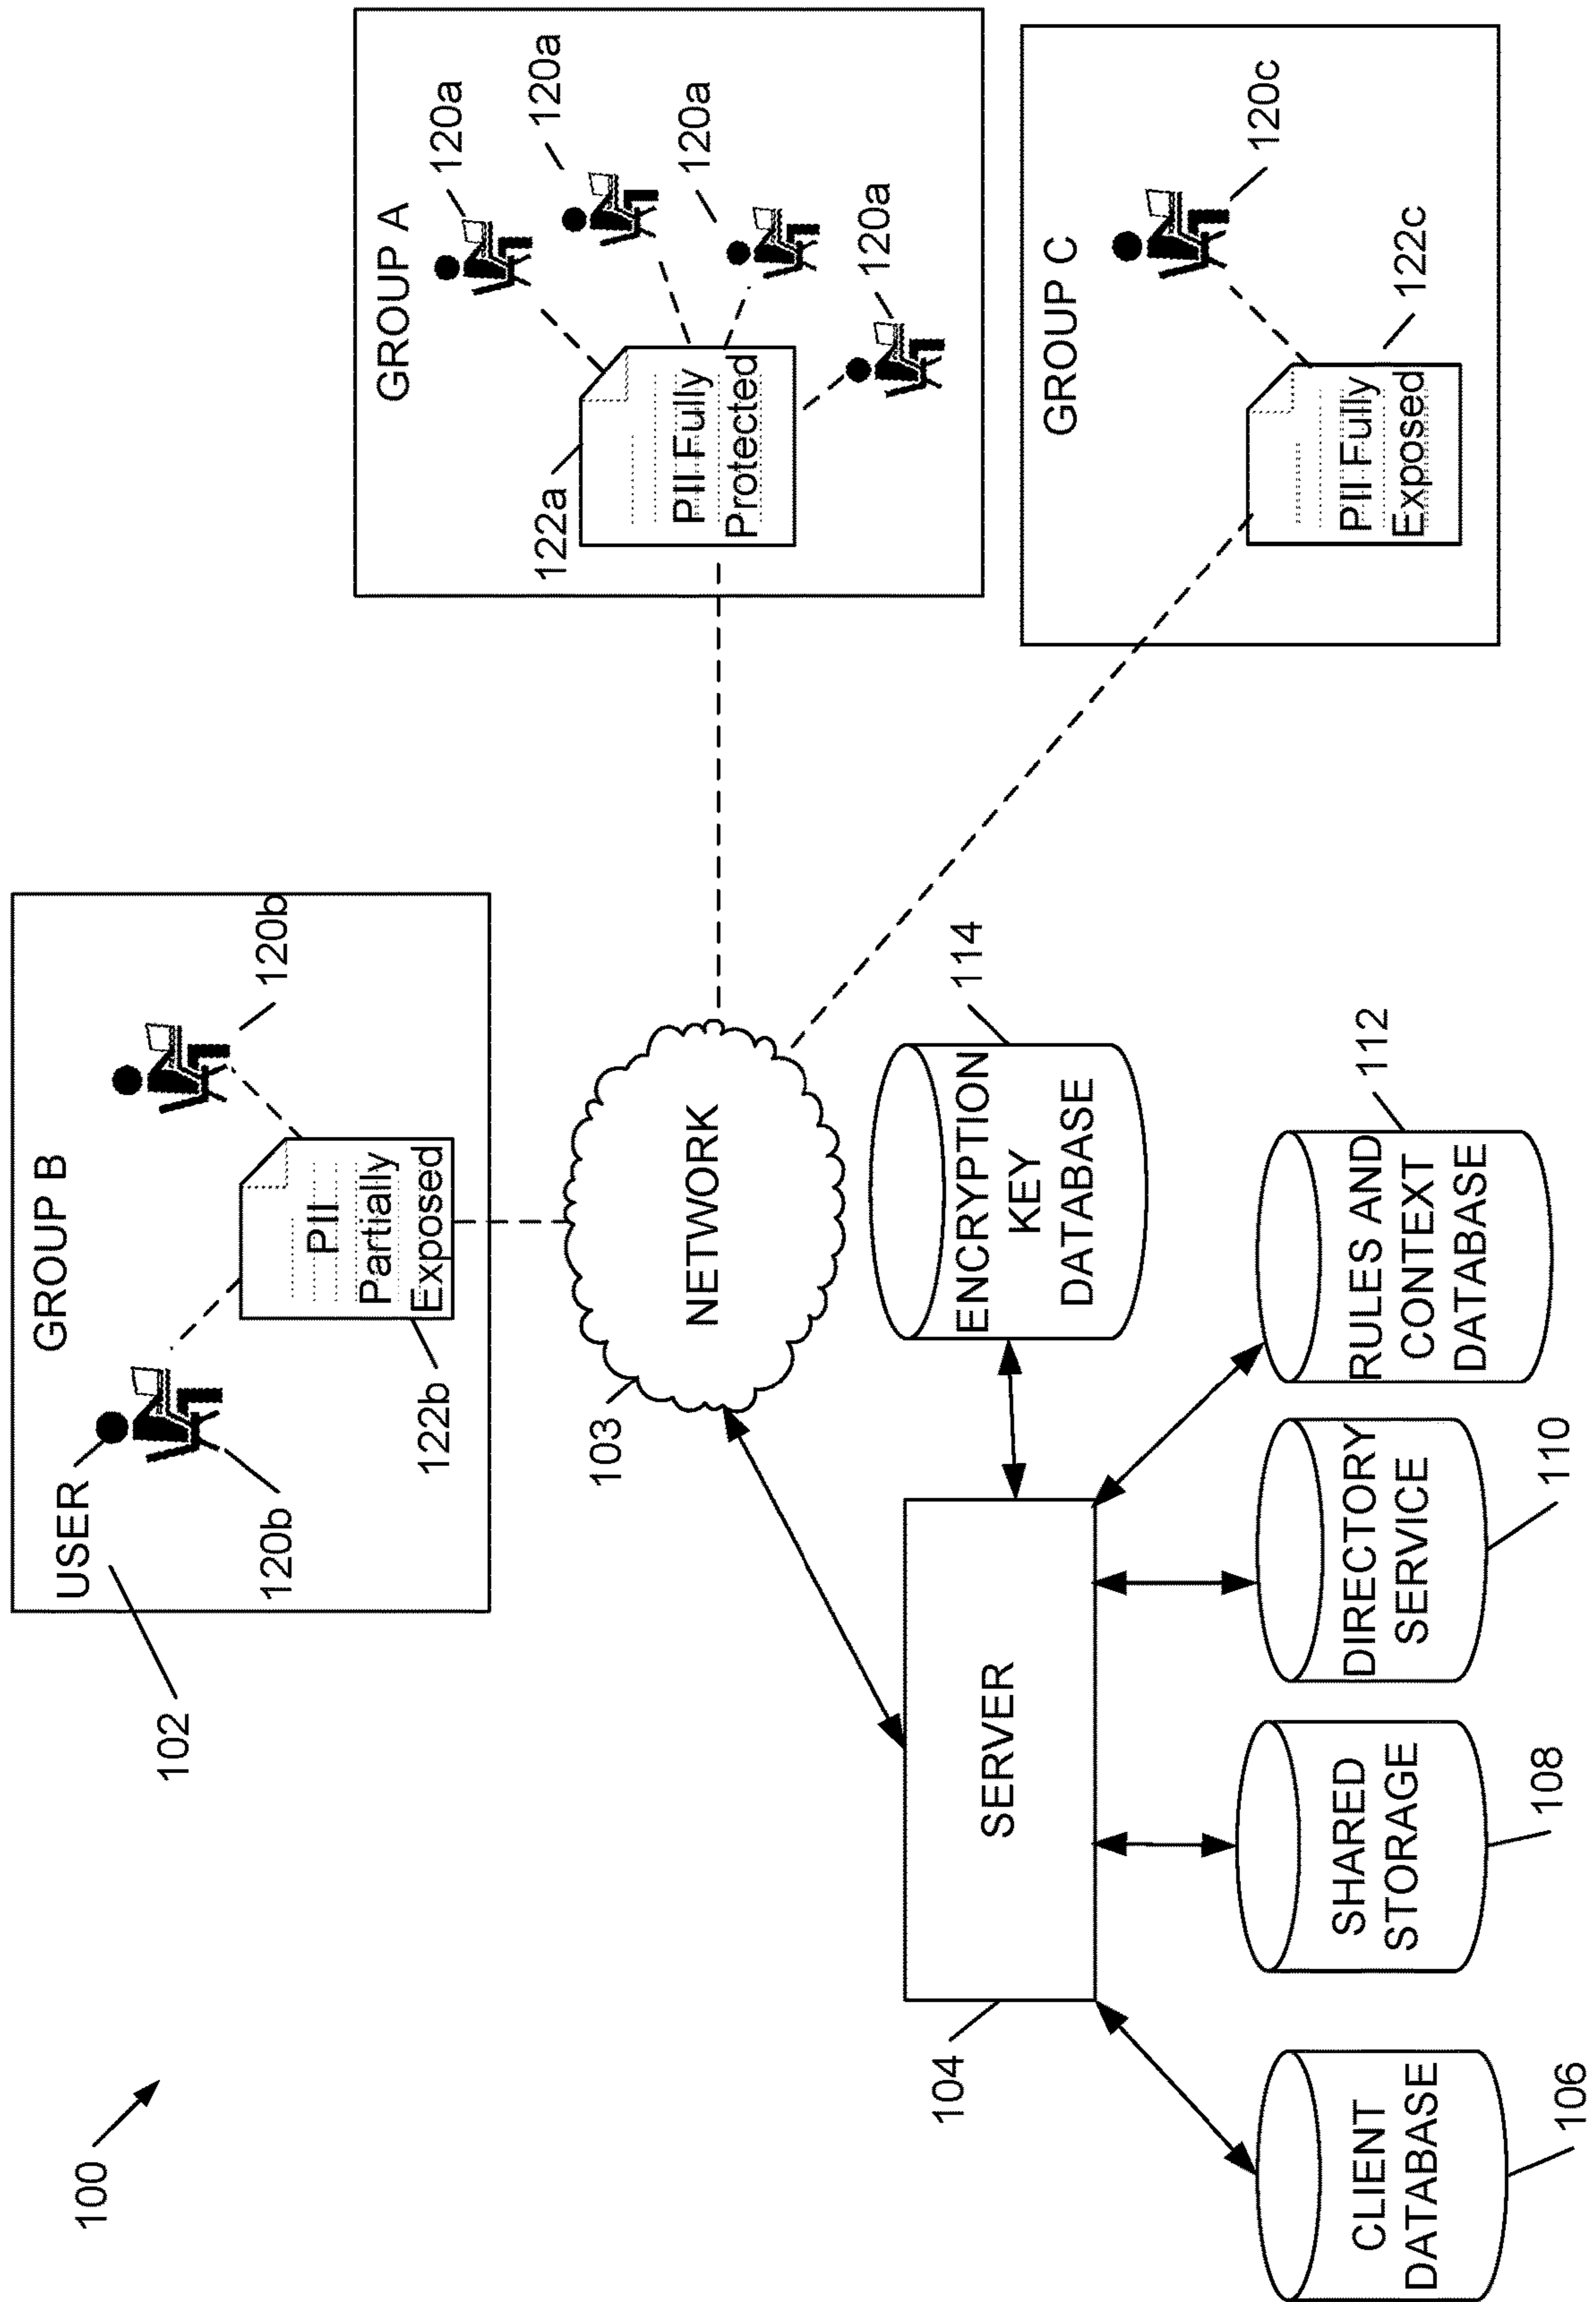 100
102
USER
GROUP B
120b
120b
PII
Partially
Exposed
122b
GROUP A
120a
120a
120a
120a
122a
PII Fully
Protected
GROUP C
120c
PII Fully
Exposed
122c
103
NETWORK
104
SERVER
ENCRYPTION
KEY
DATABASE
114
CLIENT
DATABASE
106
SHARED
STORAGE
108
DIRECTORY
SERVICE
110
RULES AND
CONTEXT
DATABASE
112